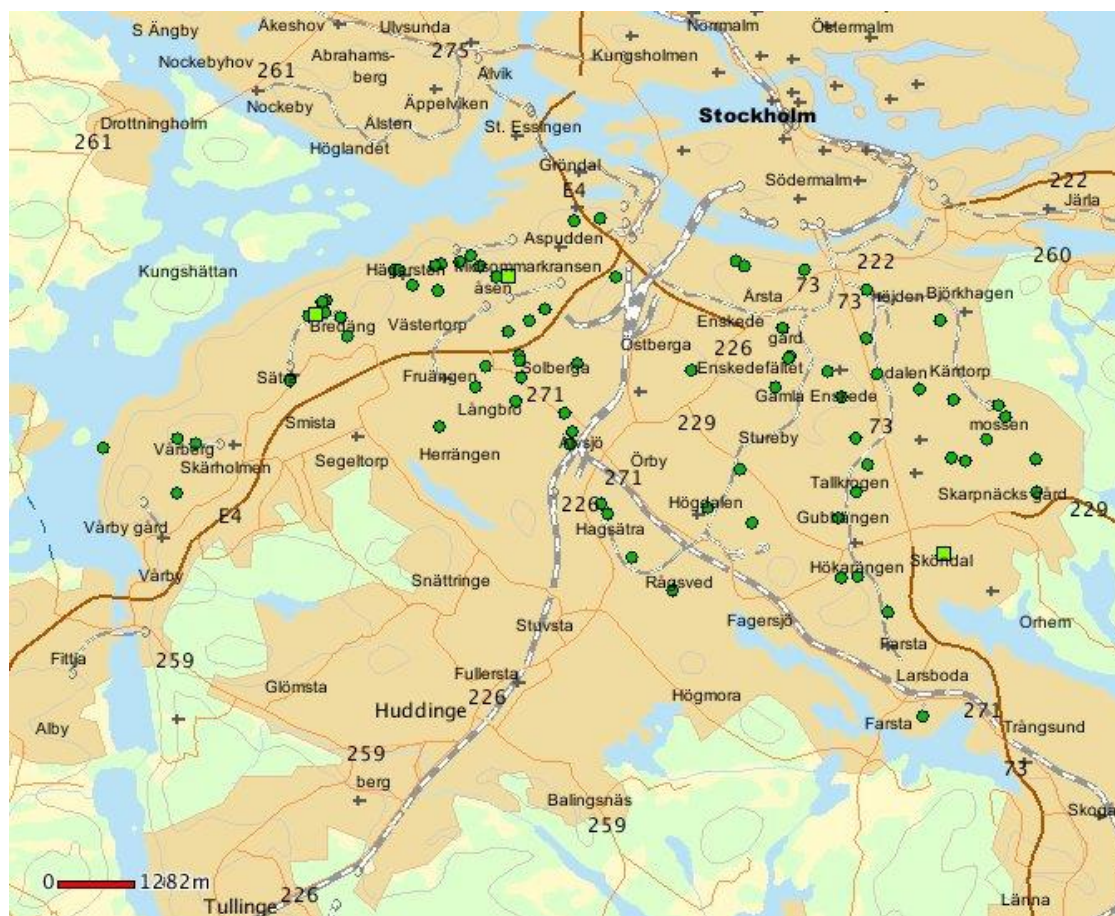 S Ängby
Åkeshov
Ulvsunda
Norrmalm
Östermalm
Nockebyhov
Abrahams-
berg
275
Kungsholmen
261
Alvik
Nockeby
Äppelviken
Drottningholm
Ålsten
St. Essingen
Stockholm
261
Höglandet
Gröndal
Södermalm
E4
222
Järla
Aspudden
222
260
Kungshättan
Hägersten
Midsommarkransen
åsen
Årsta
73
73
Höjden
Björkhagen
Bredäng
Västertorp
Enskede
gård
Östberga
226
Sätra
Fruängen
Solberga
Enskedefältet
dalen
Kärrtorp
Långbro
271
Gamla Enskede
Smista
229
73
mossen
Vårberg
Skärholmen
Segeltorp
Herrängen
Älvsjö
Örby
Stureby
271
Tallkrogen
Skarpnäcks gård
E4
226
Högdalen
229
Vårby gård
Hagsätra
Gubbängen
Vårby
Snättringe
Rågsved
Hökarängen
Sköndal
Stuvsta
Fagersjö
Orhem
Fittja
259
Farsta
Fullersta
Larsboda
Glömsta
226
Högmora
Huddinge
271
Alby
Farsta
Trångsund
259
73
berg
Balingsnäs
259
Skoga
0
1282m
226
Tullinge
Länna